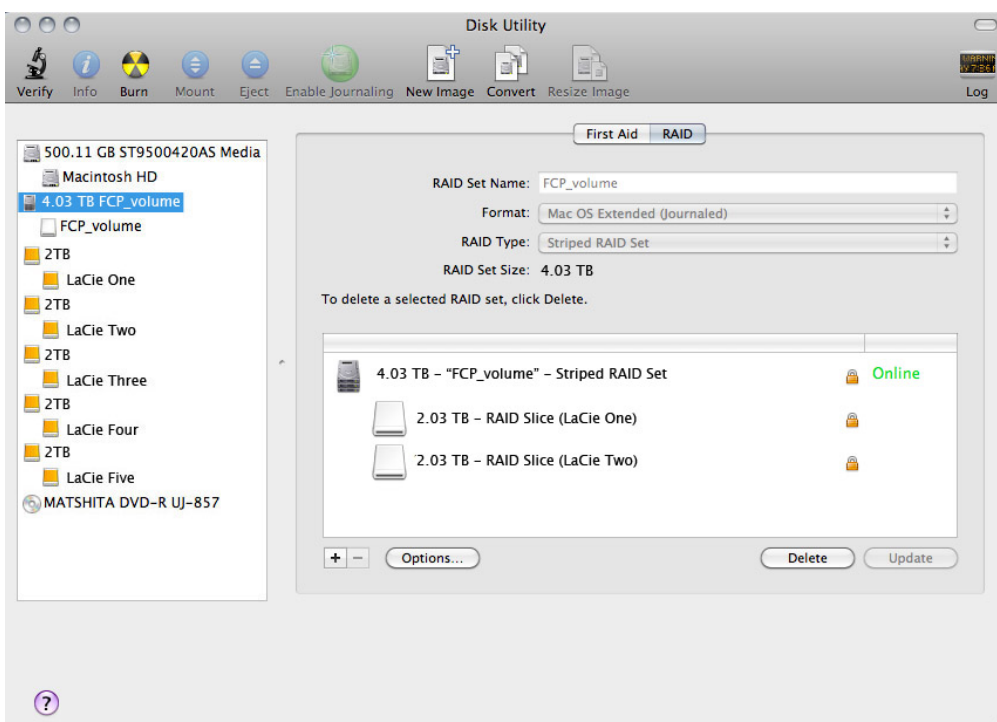 Disk Utility
Verify Info Burn Mount Eject Enable Journaling New Image Convert Resize Image Log
500.11 GB ST9500420AS Media
Macintosh HD
4.03 TB FCP_volume
FCP_volume
2TB
LaCie One
2TB
LaCie Two
2TB
LaCie Three
2TB
LaCie Four
2TB
LaCie Five
MATSHITA DVD-R UJ-857
First Aid RAID
RAID Set Name: FCP_volume
Format: Mac OS Extended (Journaled)
RAID Type: Striped RAID Set
RAID Set Size: 4.03 TB
To delete a selected RAID set, click Delete.
4.03 TB – "FCP_volume" – Striped RAID Set Online
2.03 TB – RAID Slice (LaCie One)
2.03 TB – RAID Slice (LaCie Two)
+ − Options... Delete Update
?